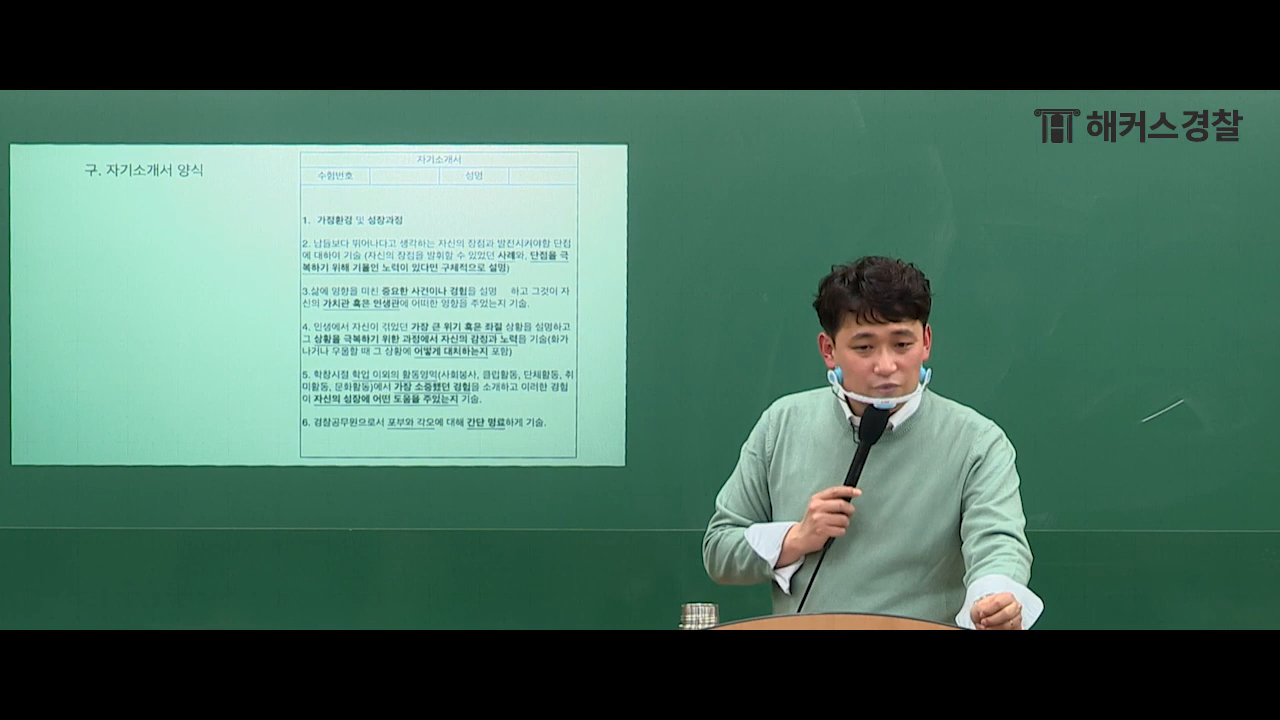 해커스경찰
구. 자기소개서 양식
자기소개서
수험번호 성명
1. 가정환경 및 성장과정
2. 남들보다 뛰어나다고 생각하는 자신의 장점과 발전시켜야할 단점
에 대하여 기술 (자신의 장점을 발휘할 수 있었던 사례와, 단점을 극
복하기 위해 기울인 노력이 있다면 구체적으로 설명)
3.삶에 영향을 미친 중요한 사건이나 경험을 설명 하고 그것이 자
신의 가치관 혹은 인생관에 어떠한 영향을 주었는지 기술.
4. 인생에서 자신이 겪었던 가장 큰 위기 혹은 좌절 상황을 설명하고
그 상황을 극복하기 위한 과정에서 자신의 감정과 노력을 기술(화가
나거나 우울할 때 그 상황에 어떻게 대처하는지 포함)
5. 학창시절 학업 이외의 활동영역(사회봉사, 클럽활동, 단체활동, 취
미활동, 문화활동)에서 가장 소중했던 경험을 소개하고 이러한 경험
이 자신의 성장에 어떤 도움을 주었는지 기술.
6. 경찰공무원으로서 포부와 각오에 대해 간단 명료하게 기술.